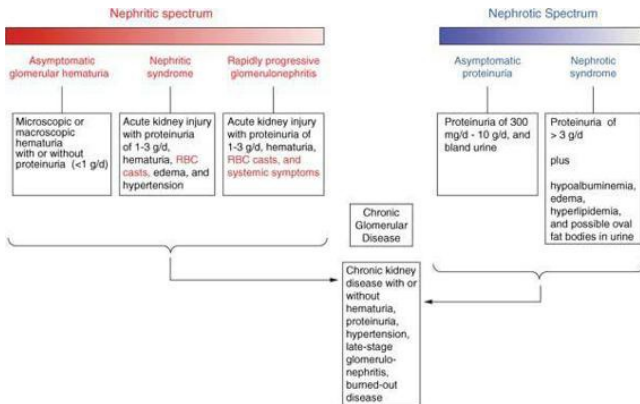 Nephritic spectrum
Asymptomatic
glomerular hematuria
Nephritic
syndrome
Rapidly progressive
glomerulonephritis
Microscopic or
macroscopic
hematuria
with or without
proteinuria (<1 g/d)
Acute kidney injury
with proteinuria of
1-3 g/d,
hematuria, RBC
casts, edema, and
hypertension
Acute kidney injury
with proteinuria of
1-3 g/d, hematuria,
RBC casts, and
systemic symptoms
Nephrotic Spectrum
Asymptomatic
proteinuria
Nephrotic
syndrome
Proteinuria of 300
mg/d - 10 g/d, and
bland urine
Proteinuria of
> 3 g/d
plus
hypoalbuminemia,
edema,
hyperlipidemia,
and possible oval
fat bodies in urine
Chronic
Glomerular
Disease
Chronic kidney
disease with or
without
hematuria,
proteinuria,
hypertension,
late-stage
glomerulo-
nephritis,
burned-out
disease